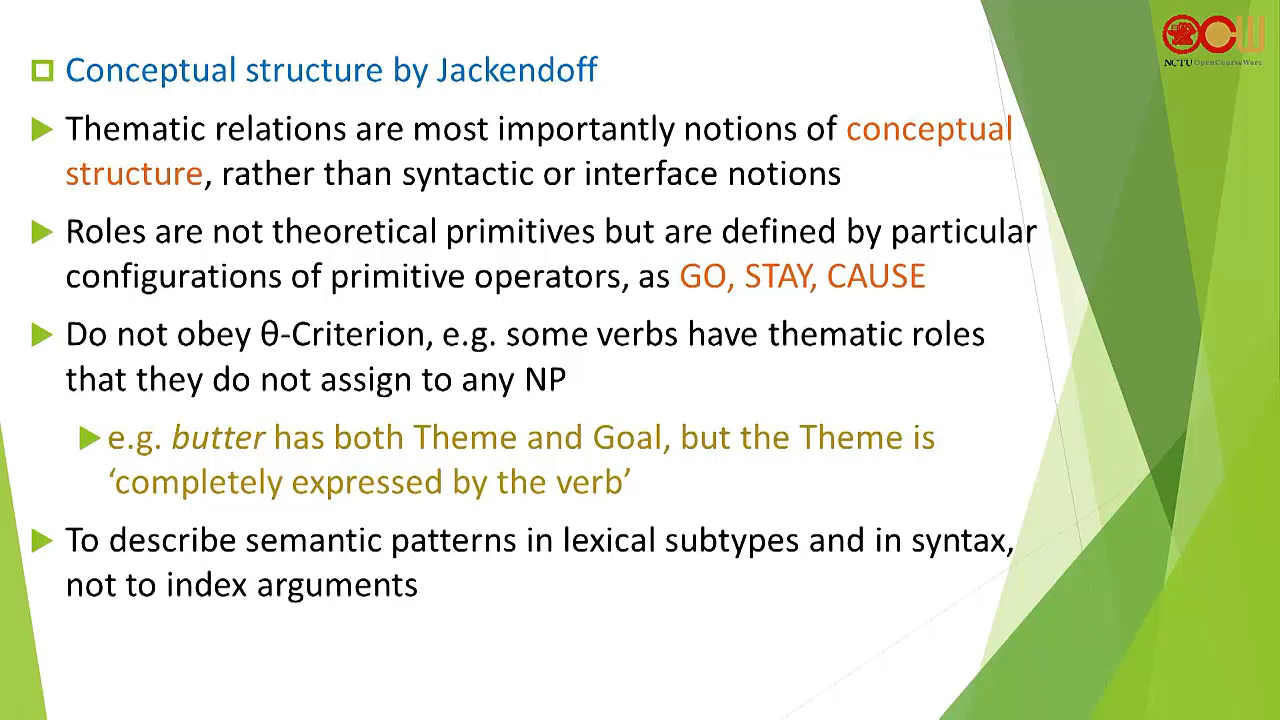 OCW
NCTU OpenCourseWare
Conceptual structure by Jackendoff
Thematic relations are most importantly notions of conceptual
structure, rather than syntactic or interface notions
Roles are not theoretical primitives but are defined by particular
configurations of primitive operators, as GO, STAY, CAUSE
Do not obey θ-Criterion, e.g. some verbs have thematic roles
that they do not assign to any NP
e.g. butter has both Theme and Goal, but the Theme is
‘completely expressed by the verb’
To describe semantic patterns in lexical subtypes and in syntax,
not to index arguments